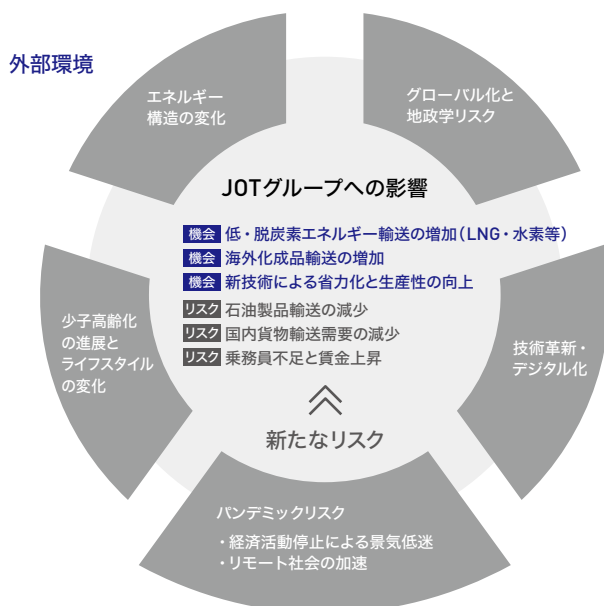 外部環境
エネルギー
構造の変化
グローバル化と
地政学リスク
JOTグループへの影響
機会 低・脱炭素エネルギー輸送の増加(LNG・水素等)
機会 海外化成品輸送の増加
機会 新技術による省力化と生産性の向上
リスク 石油製品輸送の減少
リスク 国内貨物輸送需要の減少
リスク 乗務員不足と賃金上昇
少子高齢化
の進展と
ライフスタイル
の変化
技術革新・
デジタル化
新たなリスク
パンデミックリスク
・経済活動停止による景気低迷
・リモート社会の加速